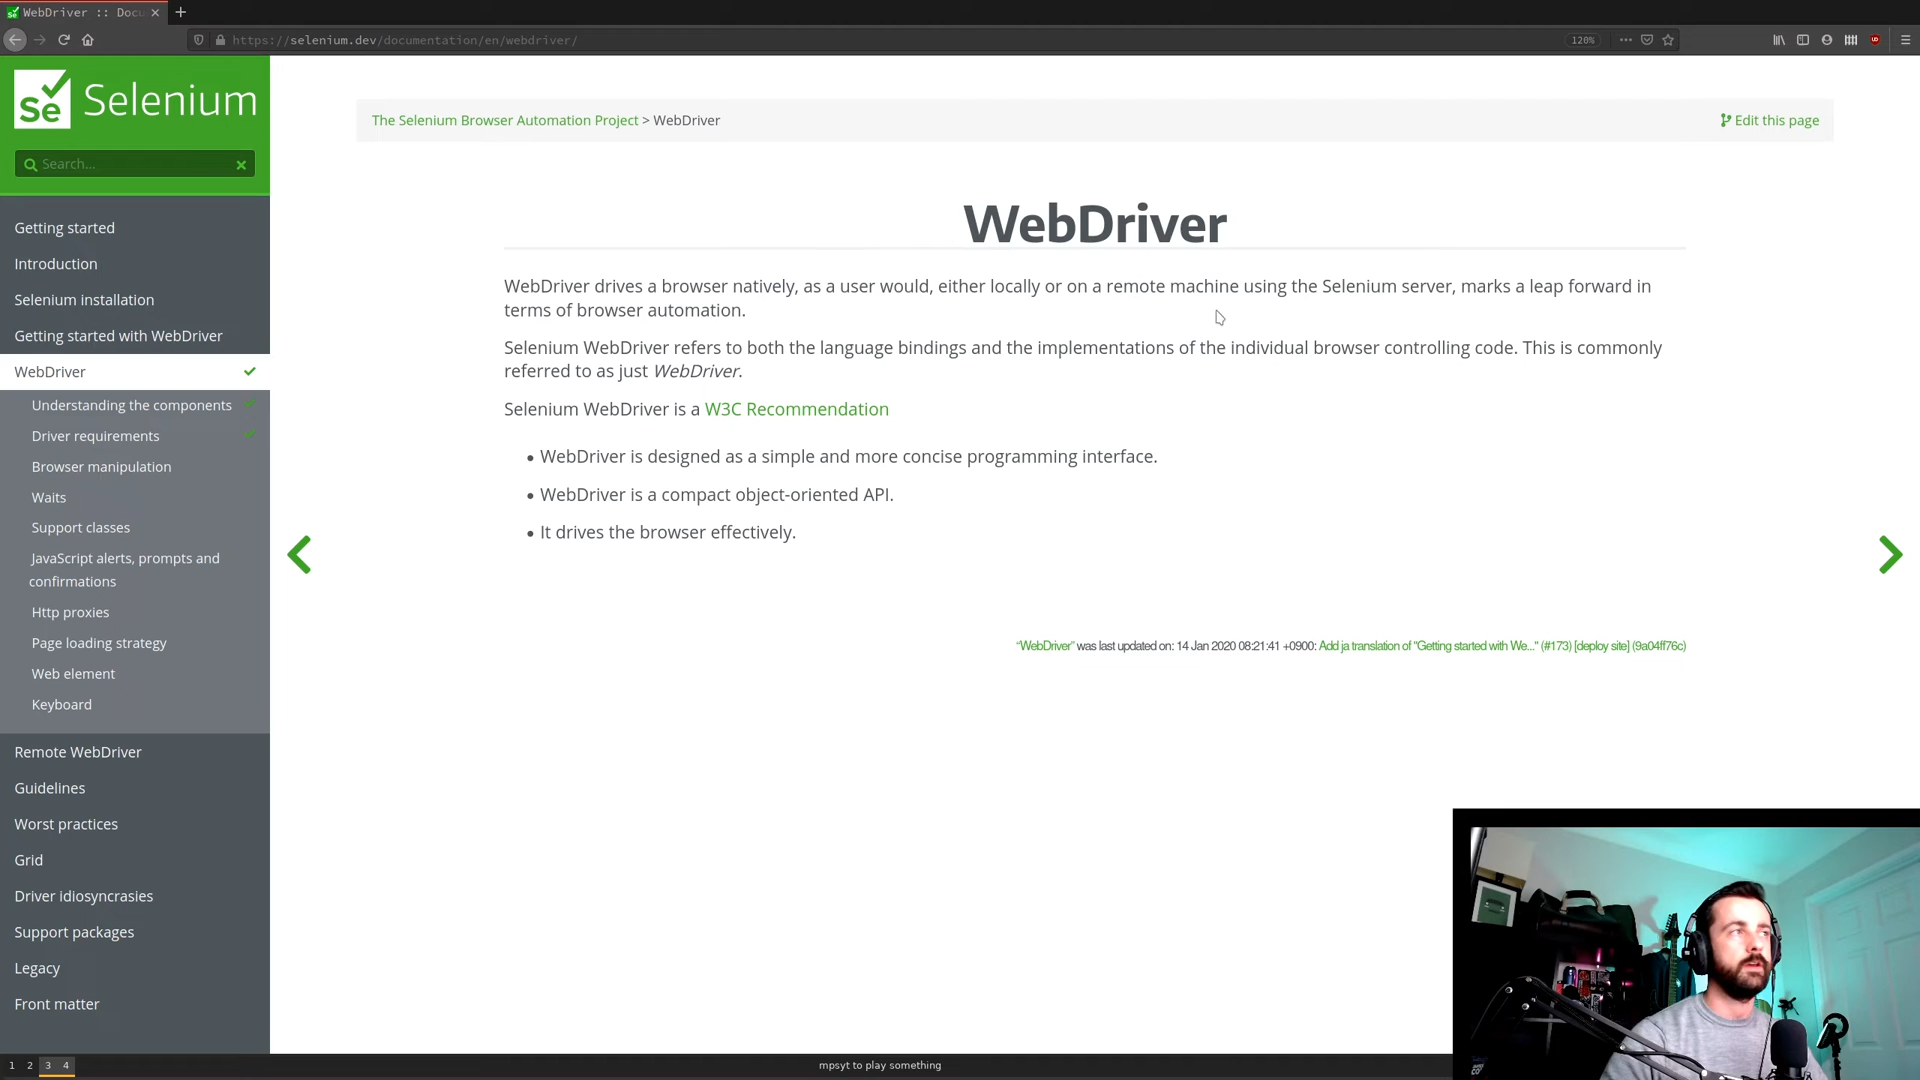 WebDriver :: Docu
https://selenium.dev/documentation/en/webdriver/
120%
Se Selenium
Search...
Getting started
Introduction
Selenium installation
Getting started with WebDriver
WebDriver
Understanding the components
Driver requirements
Browser manipulation
Waits
Support classes
JavaScript alerts, prompts and
confirmations
Http proxies
Page loading strategy
Web element
Keyboard
Remote WebDriver
Guidelines
Worst practices
Grid
Driver idiosyncrasies
Support packages
Legacy
Front matter
The Selenium Browser Automation Project > WebDriver
Edit this page
WebDriver
WebDriver drives a browser natively, as a user would, either locally or on a remote machine using the Selenium server, marks a leap forward in
terms of browser automation.
Selenium WebDriver refers to both the language bindings and the implementations of the individual browser controlling code. This is commonly
referred to as just WebDriver.
Selenium WebDriver is a W3C Recommendation
• WebDriver is designed as a simple and more concise programming interface.
• WebDriver is a compact object-oriented API.
• It drives the browser effectively.
“WebDriver” was last updated on: 14 Jan 2020 08:21:41 +0900: Add ja translation of "Getting started with We..." (#173) [deploy site] (9a04ff76c)
1 2 3 4
mpsyt to play something